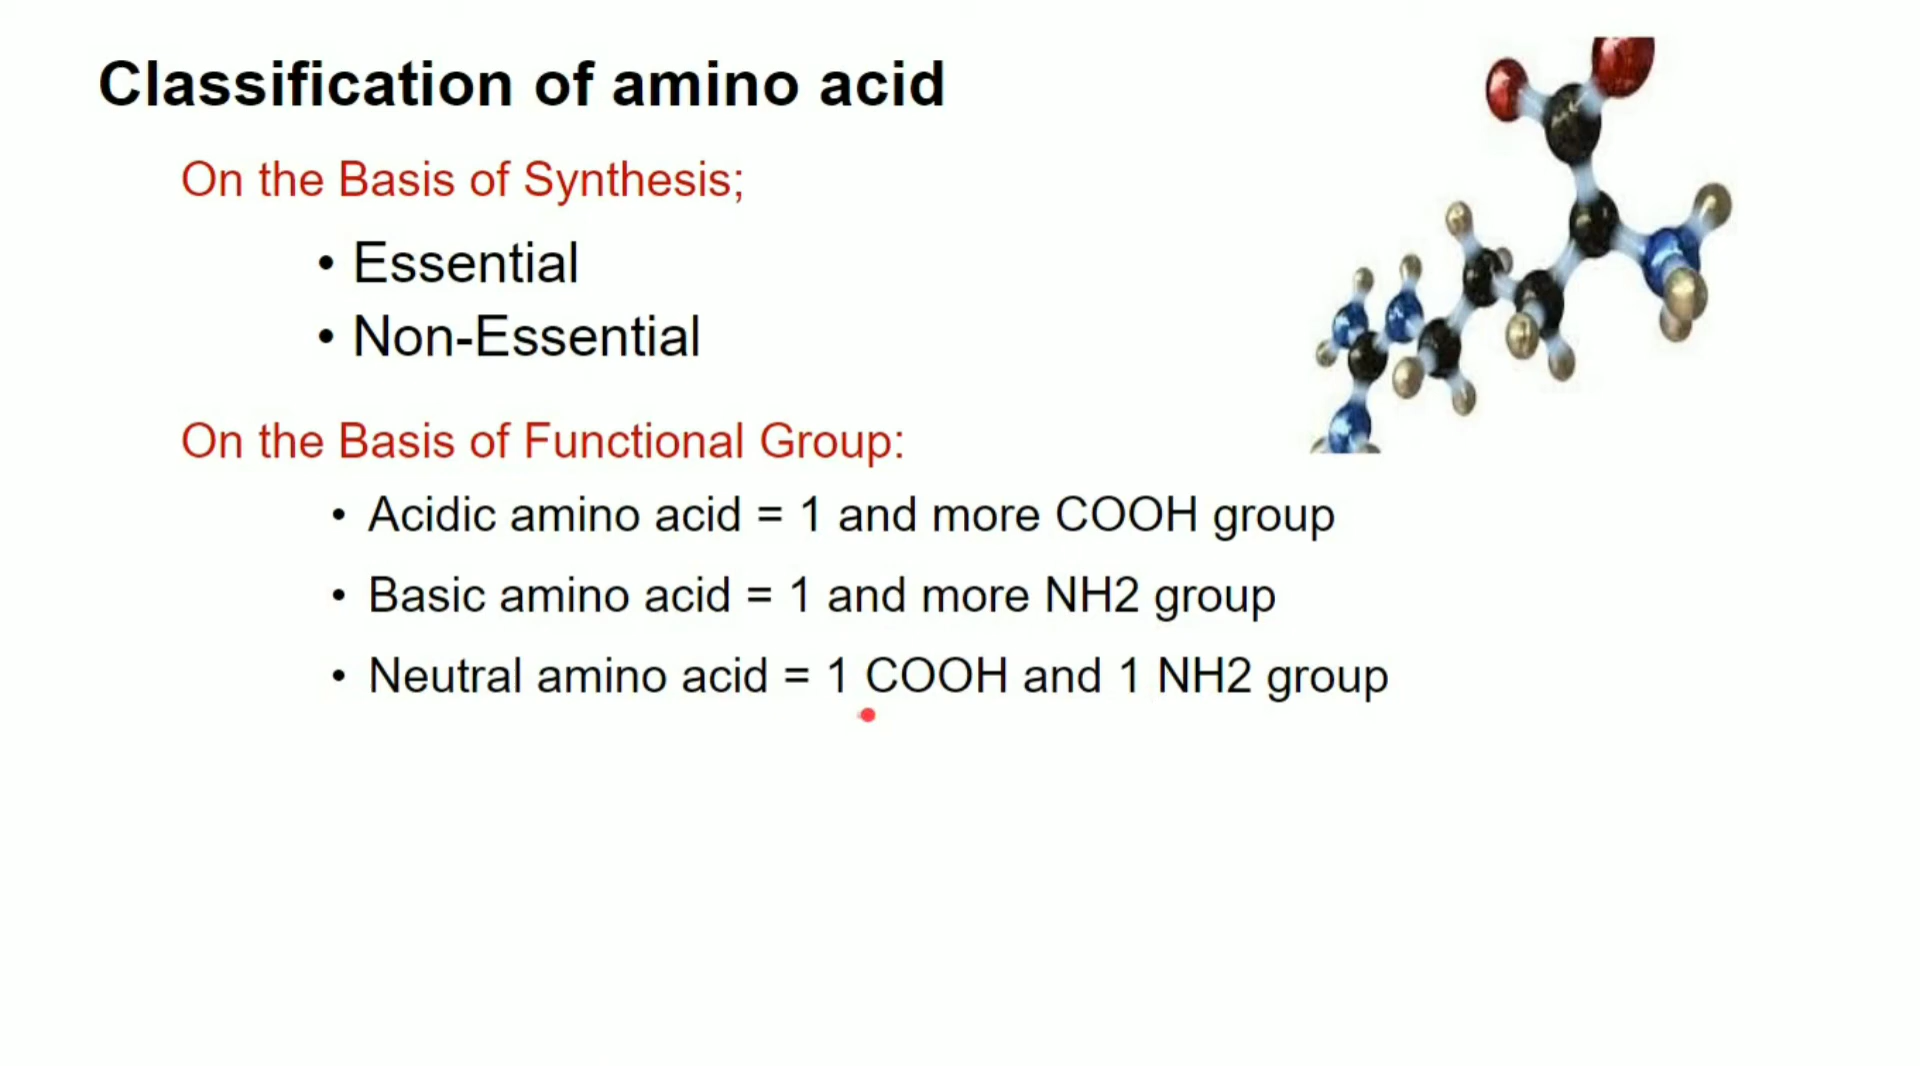 Classification of amino acid
On the Basis of Synthesis;
• Essential
• Non-Essential
On the Basis of Functional Group:
• Acidic amino acid = 1 and more COOH group
• Basic amino acid = 1 and more NH2 group
• Neutral amino acid = 1 COOH and 1 NH2 group